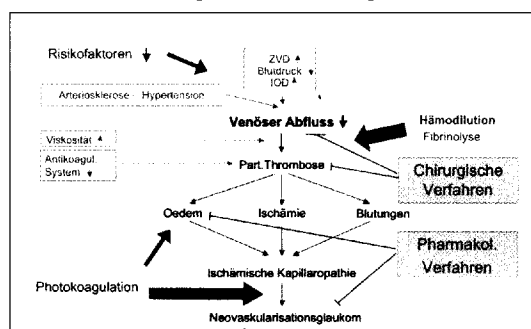 Risikofaktoren ↓
ZVD ↑
Blutdruck ↓
IOD ↑
Arteriosklerose - Hypertension
Venöser Abfluss ↓
Hämodilution
Fibrinolyse
Viskosität ▲
Antikoagul.
System ▼
Part.Thrombose
Chirurgische
Verfahren
Oedem
Ischämie
Blutungen
Pharmakol.
Verfahren
Ischämische Kapillaropathie
Photokoagulation
Neovaskularisationsglaukom